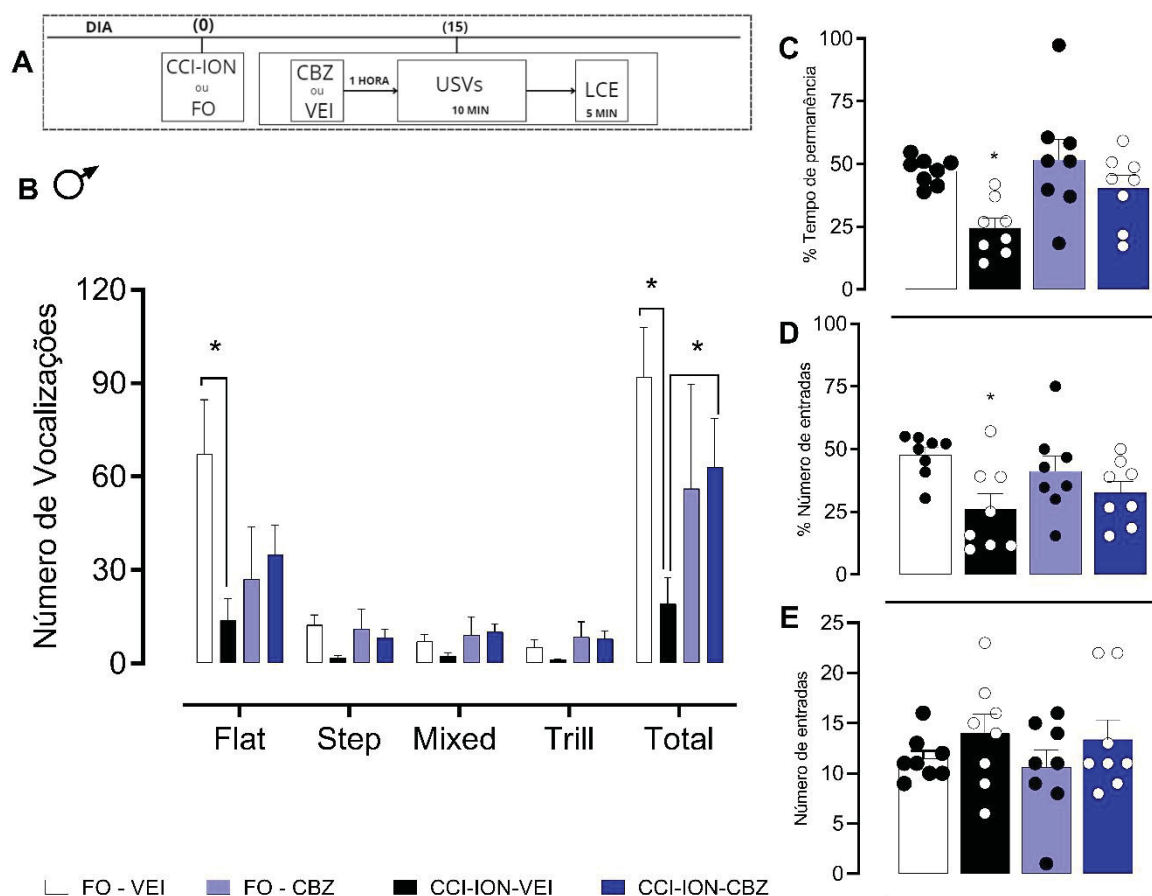 DIA (0) (15)
A
CCI-ION
ou
FO
CBZ
ou
VEI
1 HORA
USVs
10 MIN
LCE
5 MIN
B
Número de Vocalizações
120
90
60
30
0
* * *
Flat Step Mixed Trill Total
C
% Tempo de permanência
100
75
50
25
0
*
D
% Número de entradas
100
75
50
25
0
*
E
Número de entradas
25
20
15
10
5
0
FO - VEI FO - CBZ CCI-ION-VEI CCI-ION-CBZ